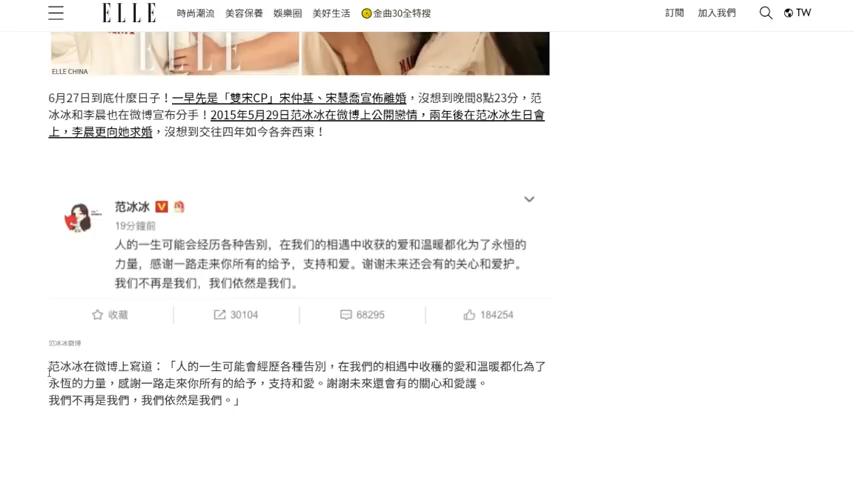 ELLE
時尚潮流 美容保養 娛樂圈 美好生活 金曲30全特搜
訂閱 加入我們 TW
ELLE
ELLE CHINA
6月27日到底什麼日子！一早先是「雙宋CP」宋仲基、宋慧喬宣佈離婚，沒想到晚間8點23分，范
冰冰和李晨也在微博宣布分手！2015年5月29日范冰冰在微博上公開戀情，兩年後在范冰冰生日會
上，李晨更向她求婚，沒想到交往四年如今各奔西東！
范冰冰
19分鐘前
人的一生可能会经历各种告别，在我们的相遇中收获的爱和温暖都化为了永恒的
力量，感谢一路走来你所有的给予，支持和爱。谢谢未来还会有的关心和爱护。
我们不再是我们，我们依然是我们。
收藏 30104 68295 184254
范冰冰微博
范冰冰在微博上寫道：「人的一生可能會經歷各種告別，在我們的相遇中收穫的愛和溫暖都化為了
永恆的力量，感謝一路走來你所有的給予，支持和愛。謝謝未來還會有的關心和愛護。
我們不再是我們，我們依然是我們。」